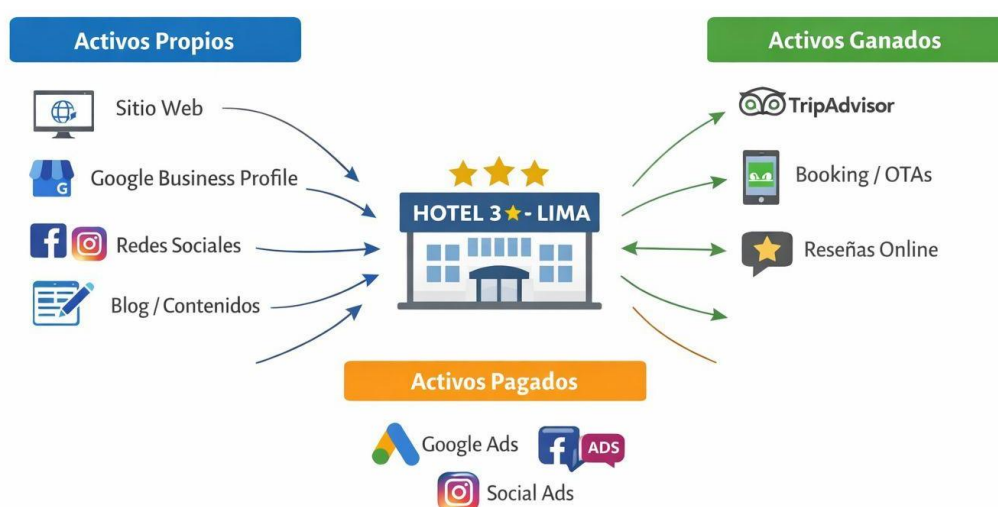 Activos Propios
Sitio Web
Google Business Profile
G
Redes Sociales
Blog / Contenidos
HOTEL 3★- LIMA
Activos Ganados
TripAdvisor
Booking / OTAs
Reseñas Online
Activos Pagados
Google Ads
ADS
Social Ads